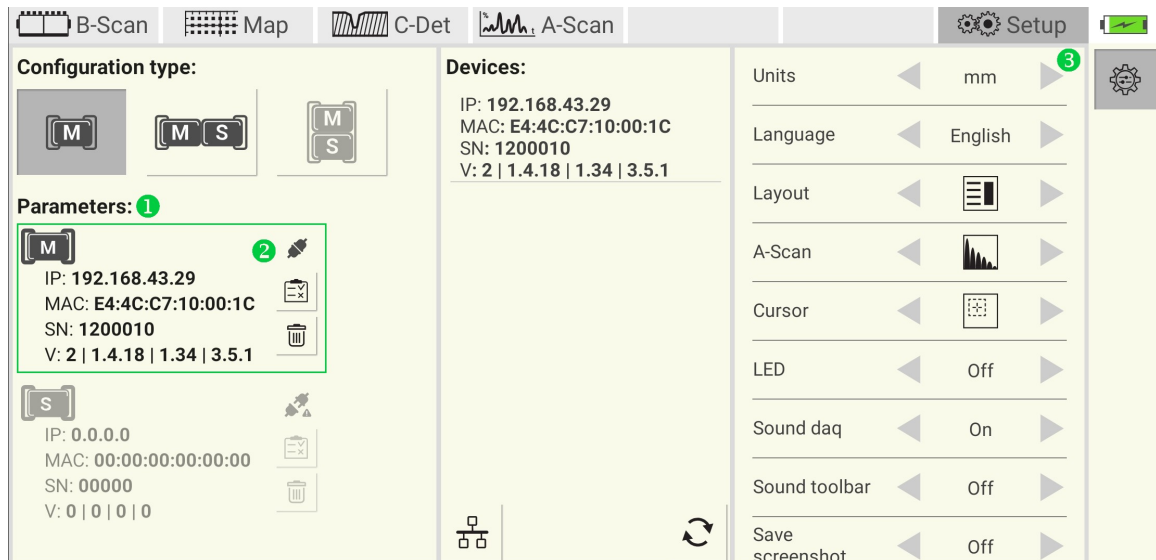 B-Scan
Map
C-Det
A-Scan
Setup
Configuration type:
M
M S
M
S
Parameters: 1
M
2
IP: 192.168.43.29
MAC: E4:4C:C7:10:00:1C
SN: 1200010
V: 2 | 1.4.18 | 1.34 | 3.5.1
S
IP: 0.0.0.0
MAC: 00:00:00:00:00:00
SN: 00000
V: 0 | 0 | 0 | 0
Devices:
IP: 192.168.43.29
MAC: E4:4C:C7:10:00:1C
SN: 1200010
V: 2 | 1.4.18 | 1.34 | 3.5.1
3
Units mm
Language English
Layout
A-Scan
Cursor
LED Off
Sound daq On
Sound toolbar Off
Save
screenshot Off